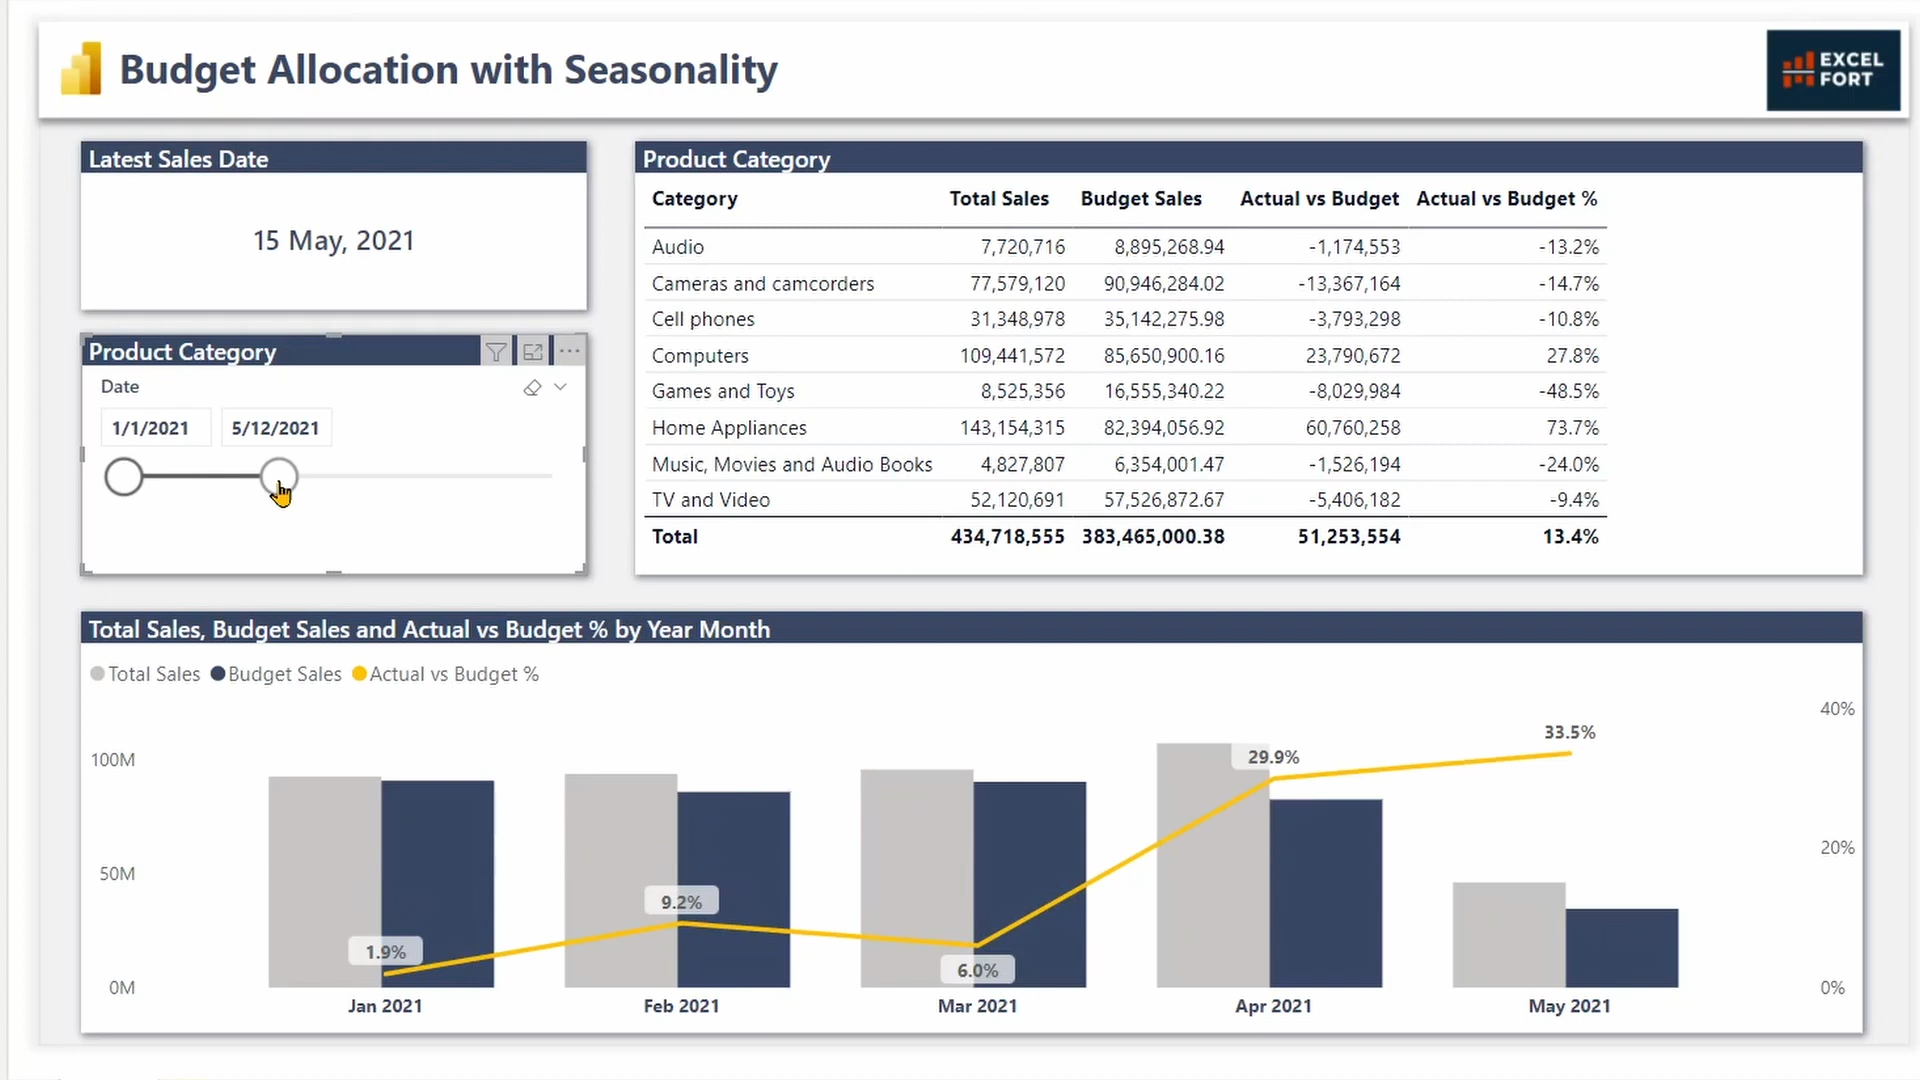 Budget Allocation with Seasonality
EXCEL
FORT
Latest Sales Date
15 May, 2021
Product Category
Date
1/1/2021 5/12/2021
Product Category
Category Total Sales Budget Sales Actual vs Budget Actual vs Budget %
Audio 7,720,716 8,895,268.94 -1,174,553 -13.2%
Cameras and camcorders 77,579,120 90,946,284.02 -13,367,164 -14.7%
Cell phones 31,348,978 35,142,275.98 -3,793,298 -10.8%
Computers 109,441,572 85,650,900.16 23,790,672 27.8%
Games and Toys 8,525,356 16,555,340.22 -8,029,984 -48.5%
Home Appliances 143,154,315 82,394,056.92 60,760,258 73.7%
Music, Movies and Audio Books 4,827,807 6,354,001.47 -1,526,194 -24.0%
TV and Video 52,120,691 57,526,872.67 -5,406,182 -9.4%
Total 434,718,555 383,465,000.38 51,253,554 13.4%
Total Sales, Budget Sales and Actual vs Budget % by Year Month
Total Sales Budget Sales Actual vs Budget %
40%
33.5%
100M 29.9%
50M 20%
9.2%
1.9% 6.0%
0M 0%
Jan 2021 Feb 2021 Mar 2021 Apr 2021 May 2021